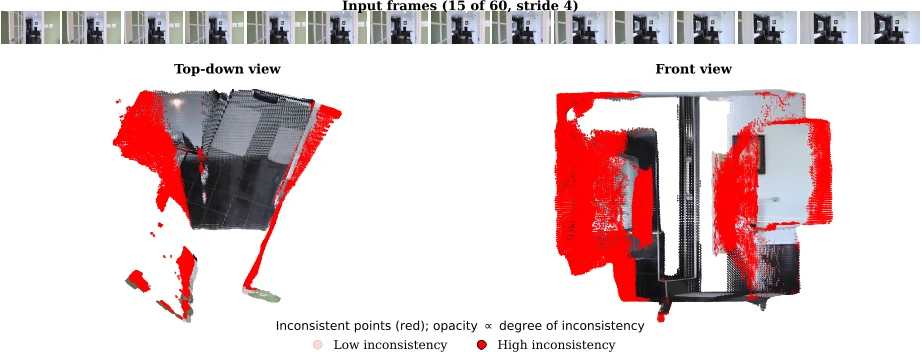 Input frames (15 of 60, stride 4)
Top-down view
Front view
Inconsistent points (red); opacity ∝ degree of inconsistency
Low inconsistency
High inconsistency